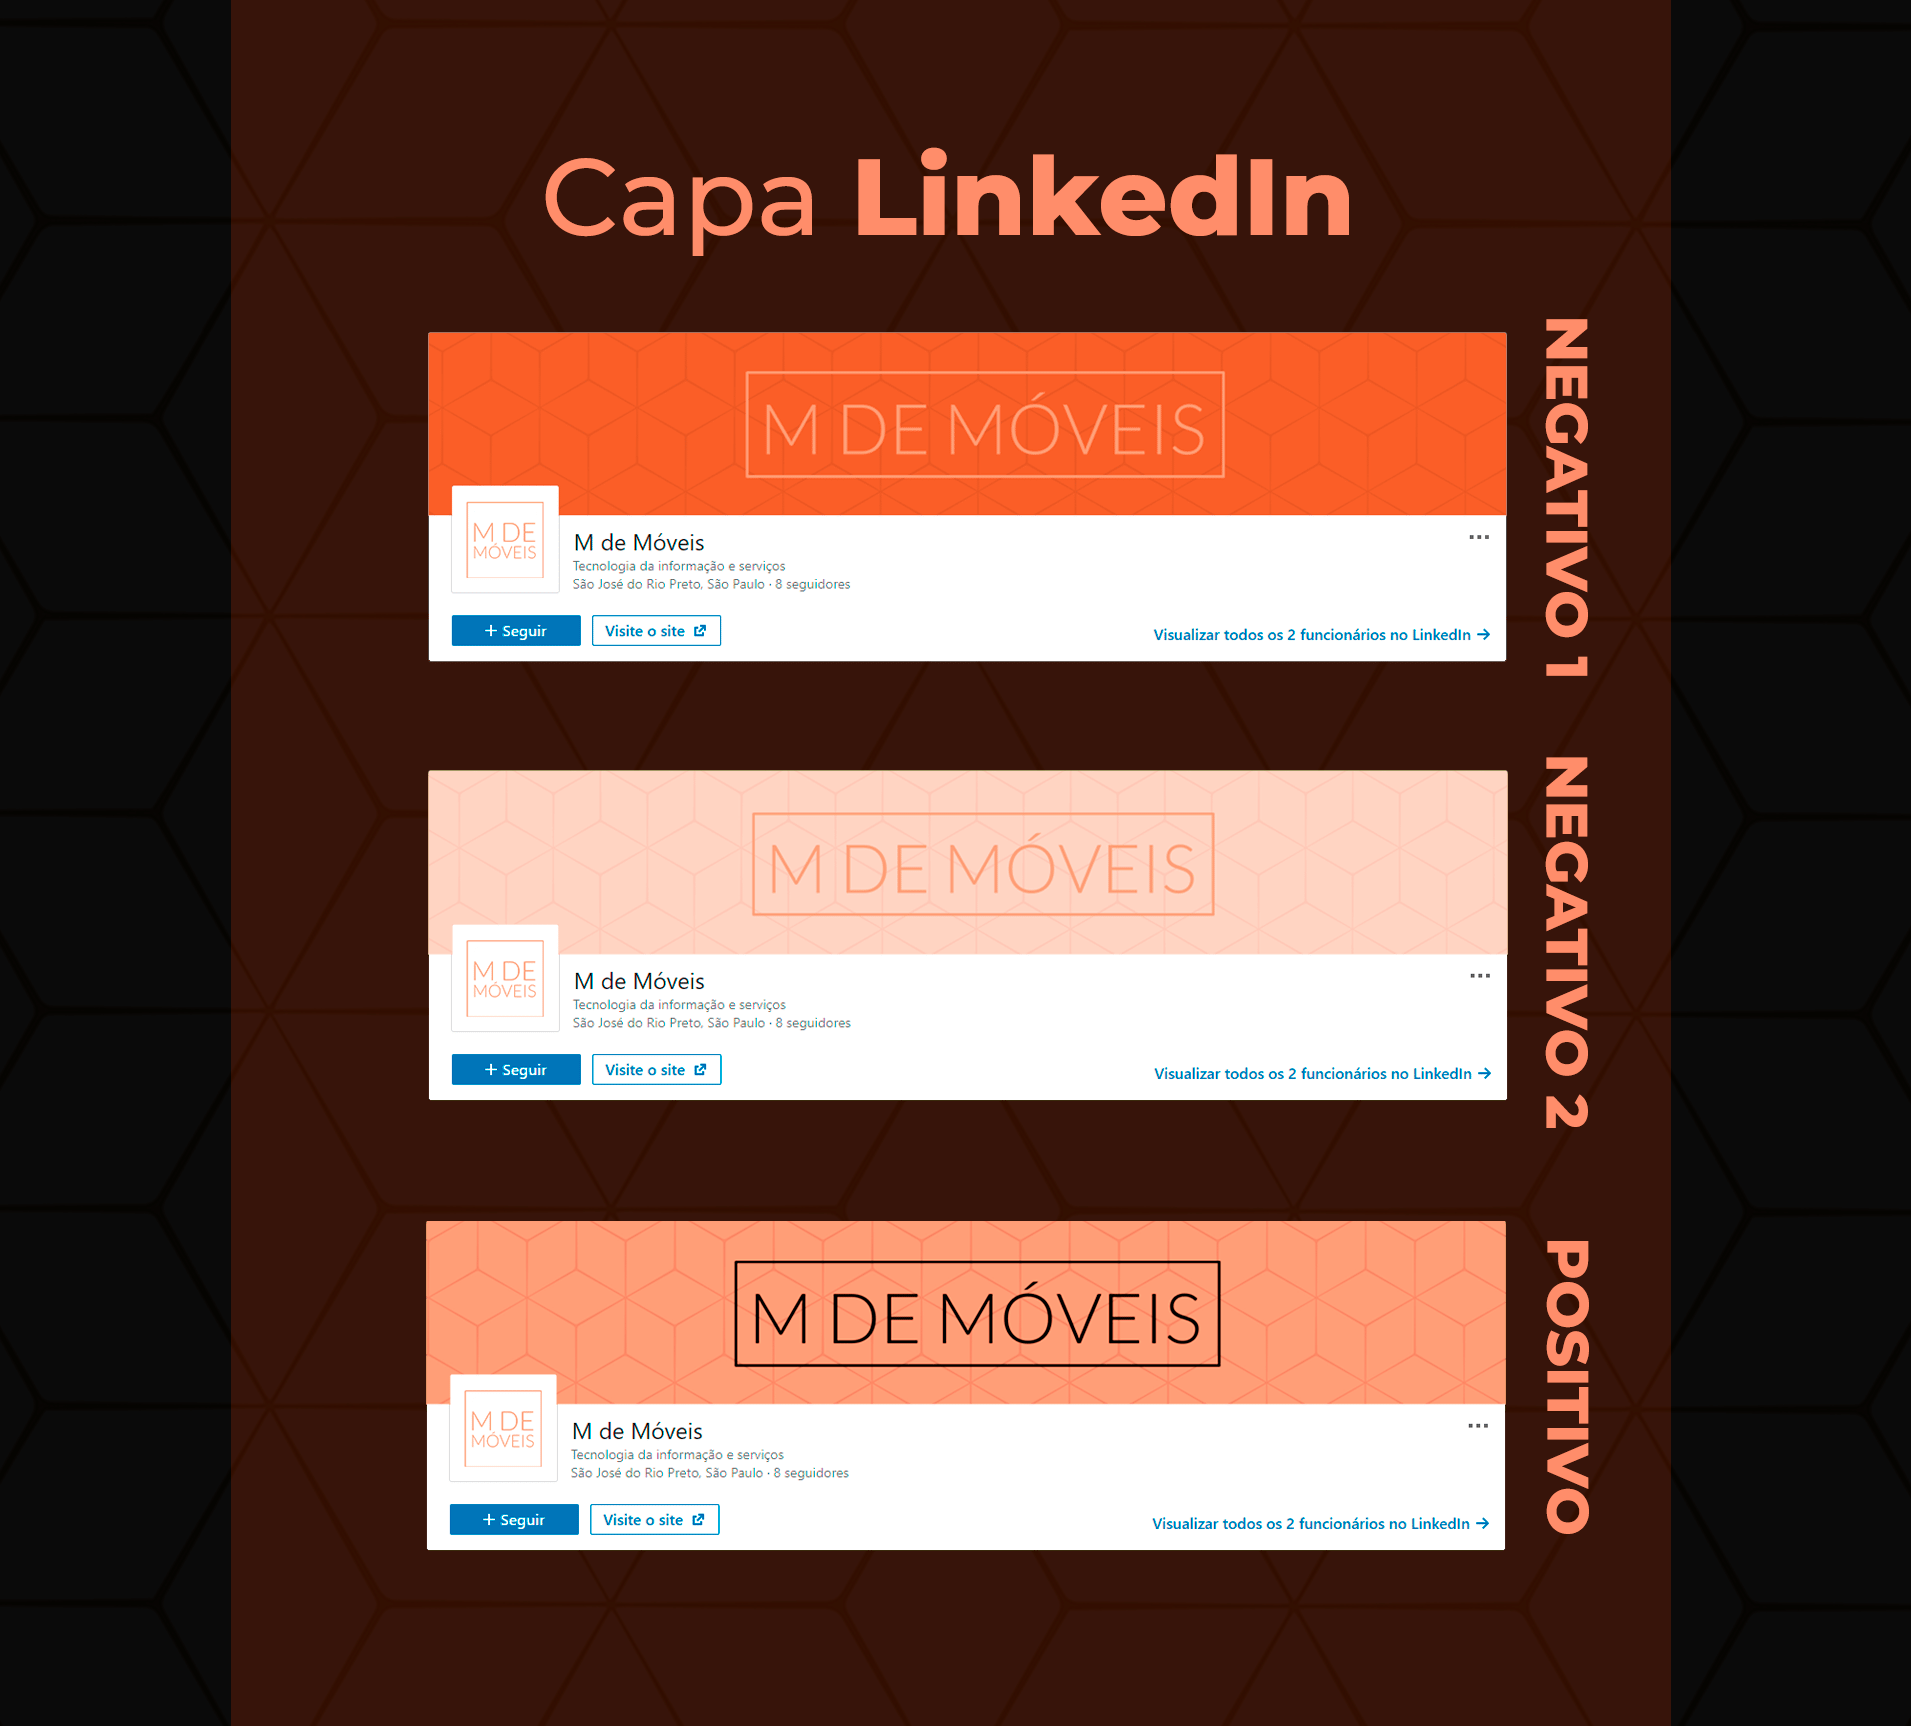 Capa LinkedIn
NEGATIVO 1
M DE MÓVEIS
M DE
MÓVEIS
M de Móveis
Tecnologia da informação e serviços
São José do Rio Preto, São Paulo · 8 seguidores
+ Seguir
Visite o site
Visualizar todos os 2 funcionários no LinkedIn →
NEGATIVO 2
M DE MÓVEIS
M DE
MÓVEIS
M de Móveis
Tecnologia da informação e serviços
São José do Rio Preto, São Paulo · 8 seguidores
+ Seguir
Visite o site
Visualizar todos os 2 funcionários no LinkedIn →
POSITIVO
M DE MÓVEIS
M DE
MÓVEIS
M de Móveis
Tecnologia da informação e serviços
São José do Rio Preto, São Paulo · 8 seguidores
+ Seguir
Visite o site
Visualizar todos os 2 funcionários no LinkedIn →